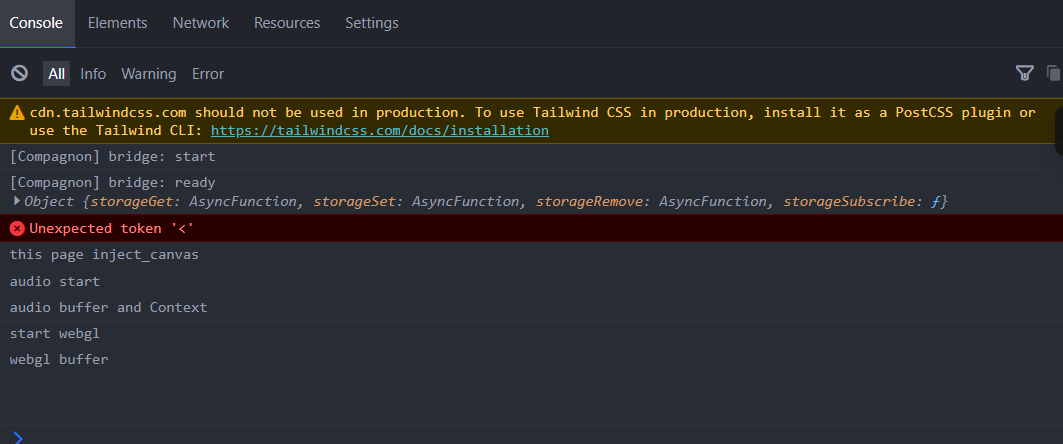 Console Elements Network Resources Settings
All Info Warning Error
cdn.tailwindcss.com should not be used in production. To use Tailwind CSS in production, install it as a PostCSS plugin or
use the Tailwind CLI: https://tailwindcss.com/docs/installation
[Compagnon] bridge: start
[Compagnon] bridge: ready
Object {storageGet: AsyncFunction, storageSet: AsyncFunction, storageRemove: AsyncFunction, storageSubscribe: ƒ}
Unexpected token '<'
this page inject_canvas
audio start
audio buffer and Context
start webgl
webgl buffer